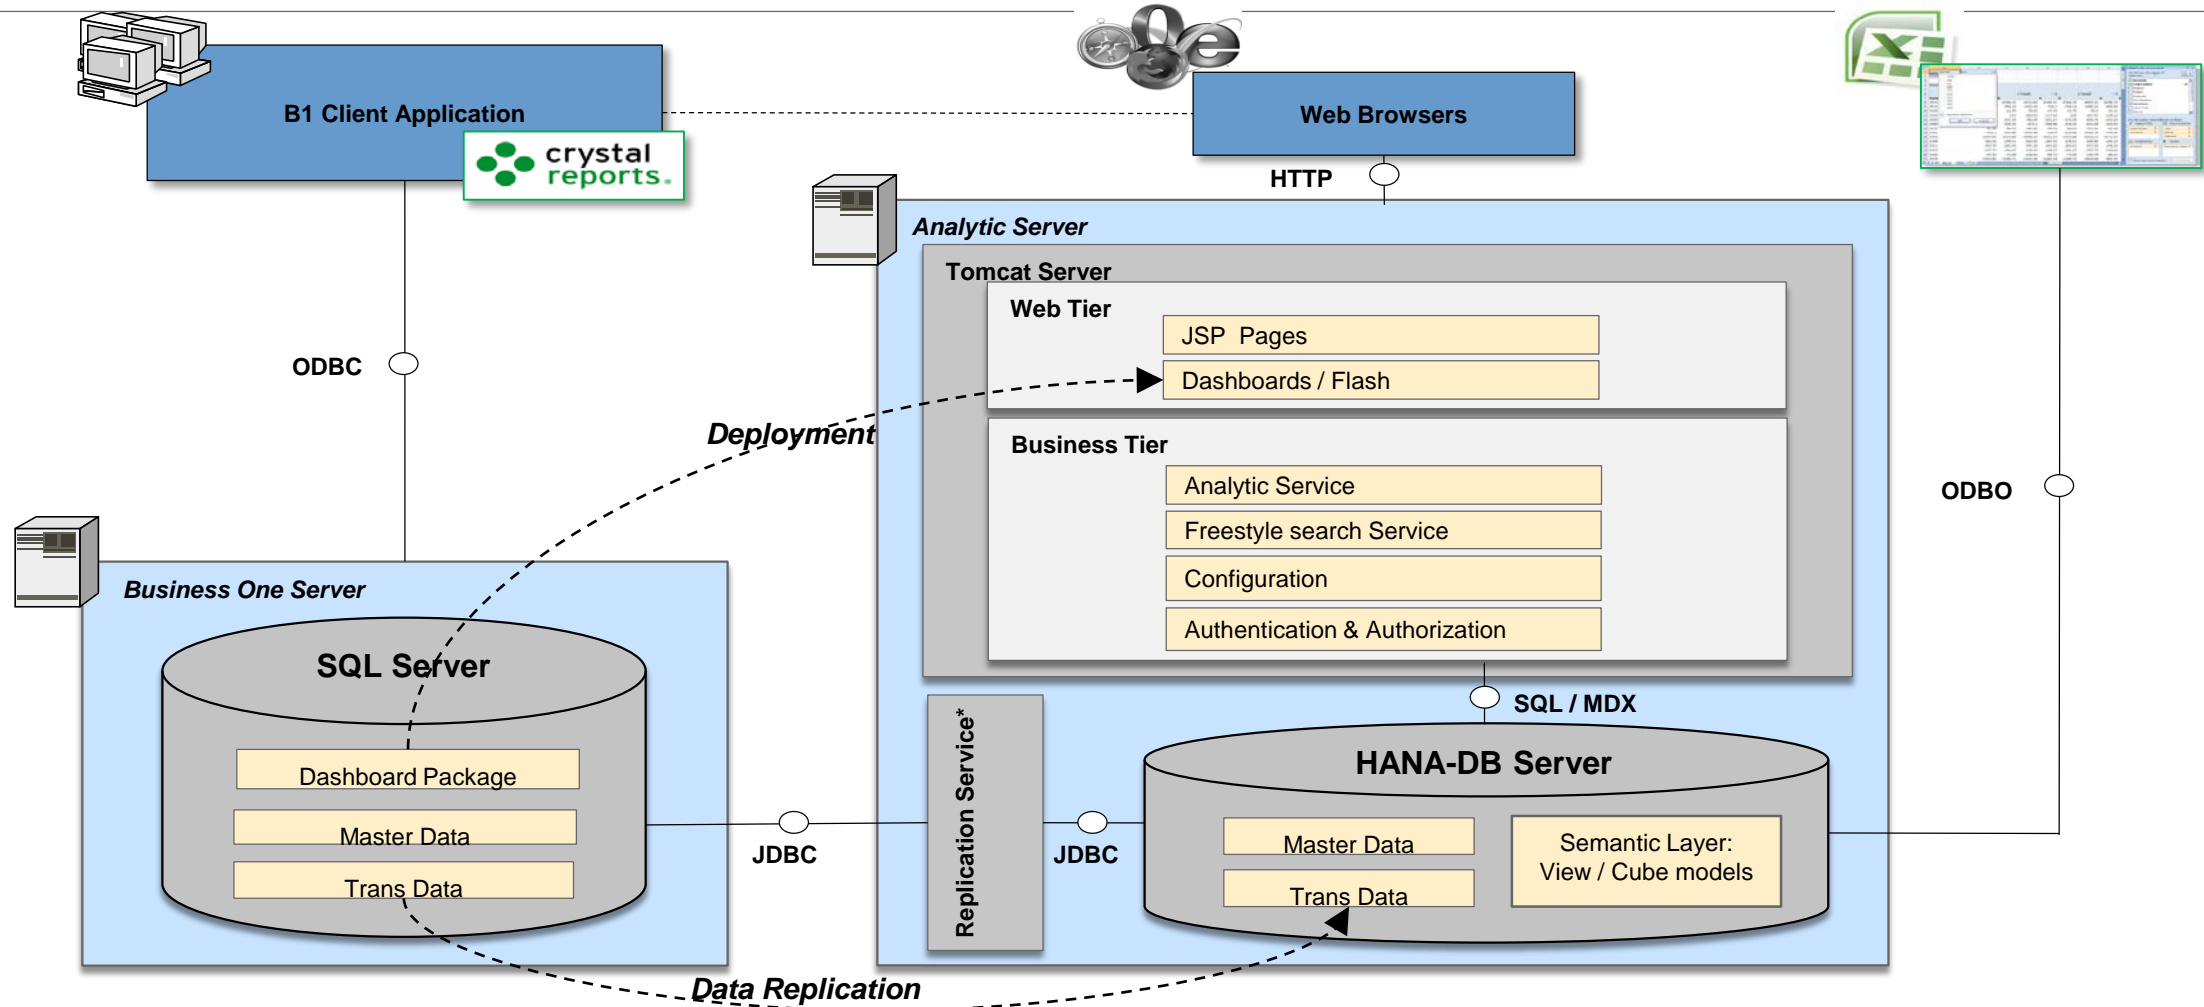 B1 Client Application
crystal
reports.
Web Browsers
HTTP
Analytic Server
Tomcat Server
Web Tier
JSP Pages
Dashboards / Flash
ODBC
Deployment
Business Tier
Analytic Service
Freestyle search Service
Configuration
Authentication & Authorization
ODBO
Business One Server
SQL Server
Dashboard Package
Master Data
Trans Data
SQL / MDX
Replication Service*
HANA-DB Server
Master Data
Trans Data
Semantic Layer:
View / Cube models
JDBC
JDBC
Data Replication